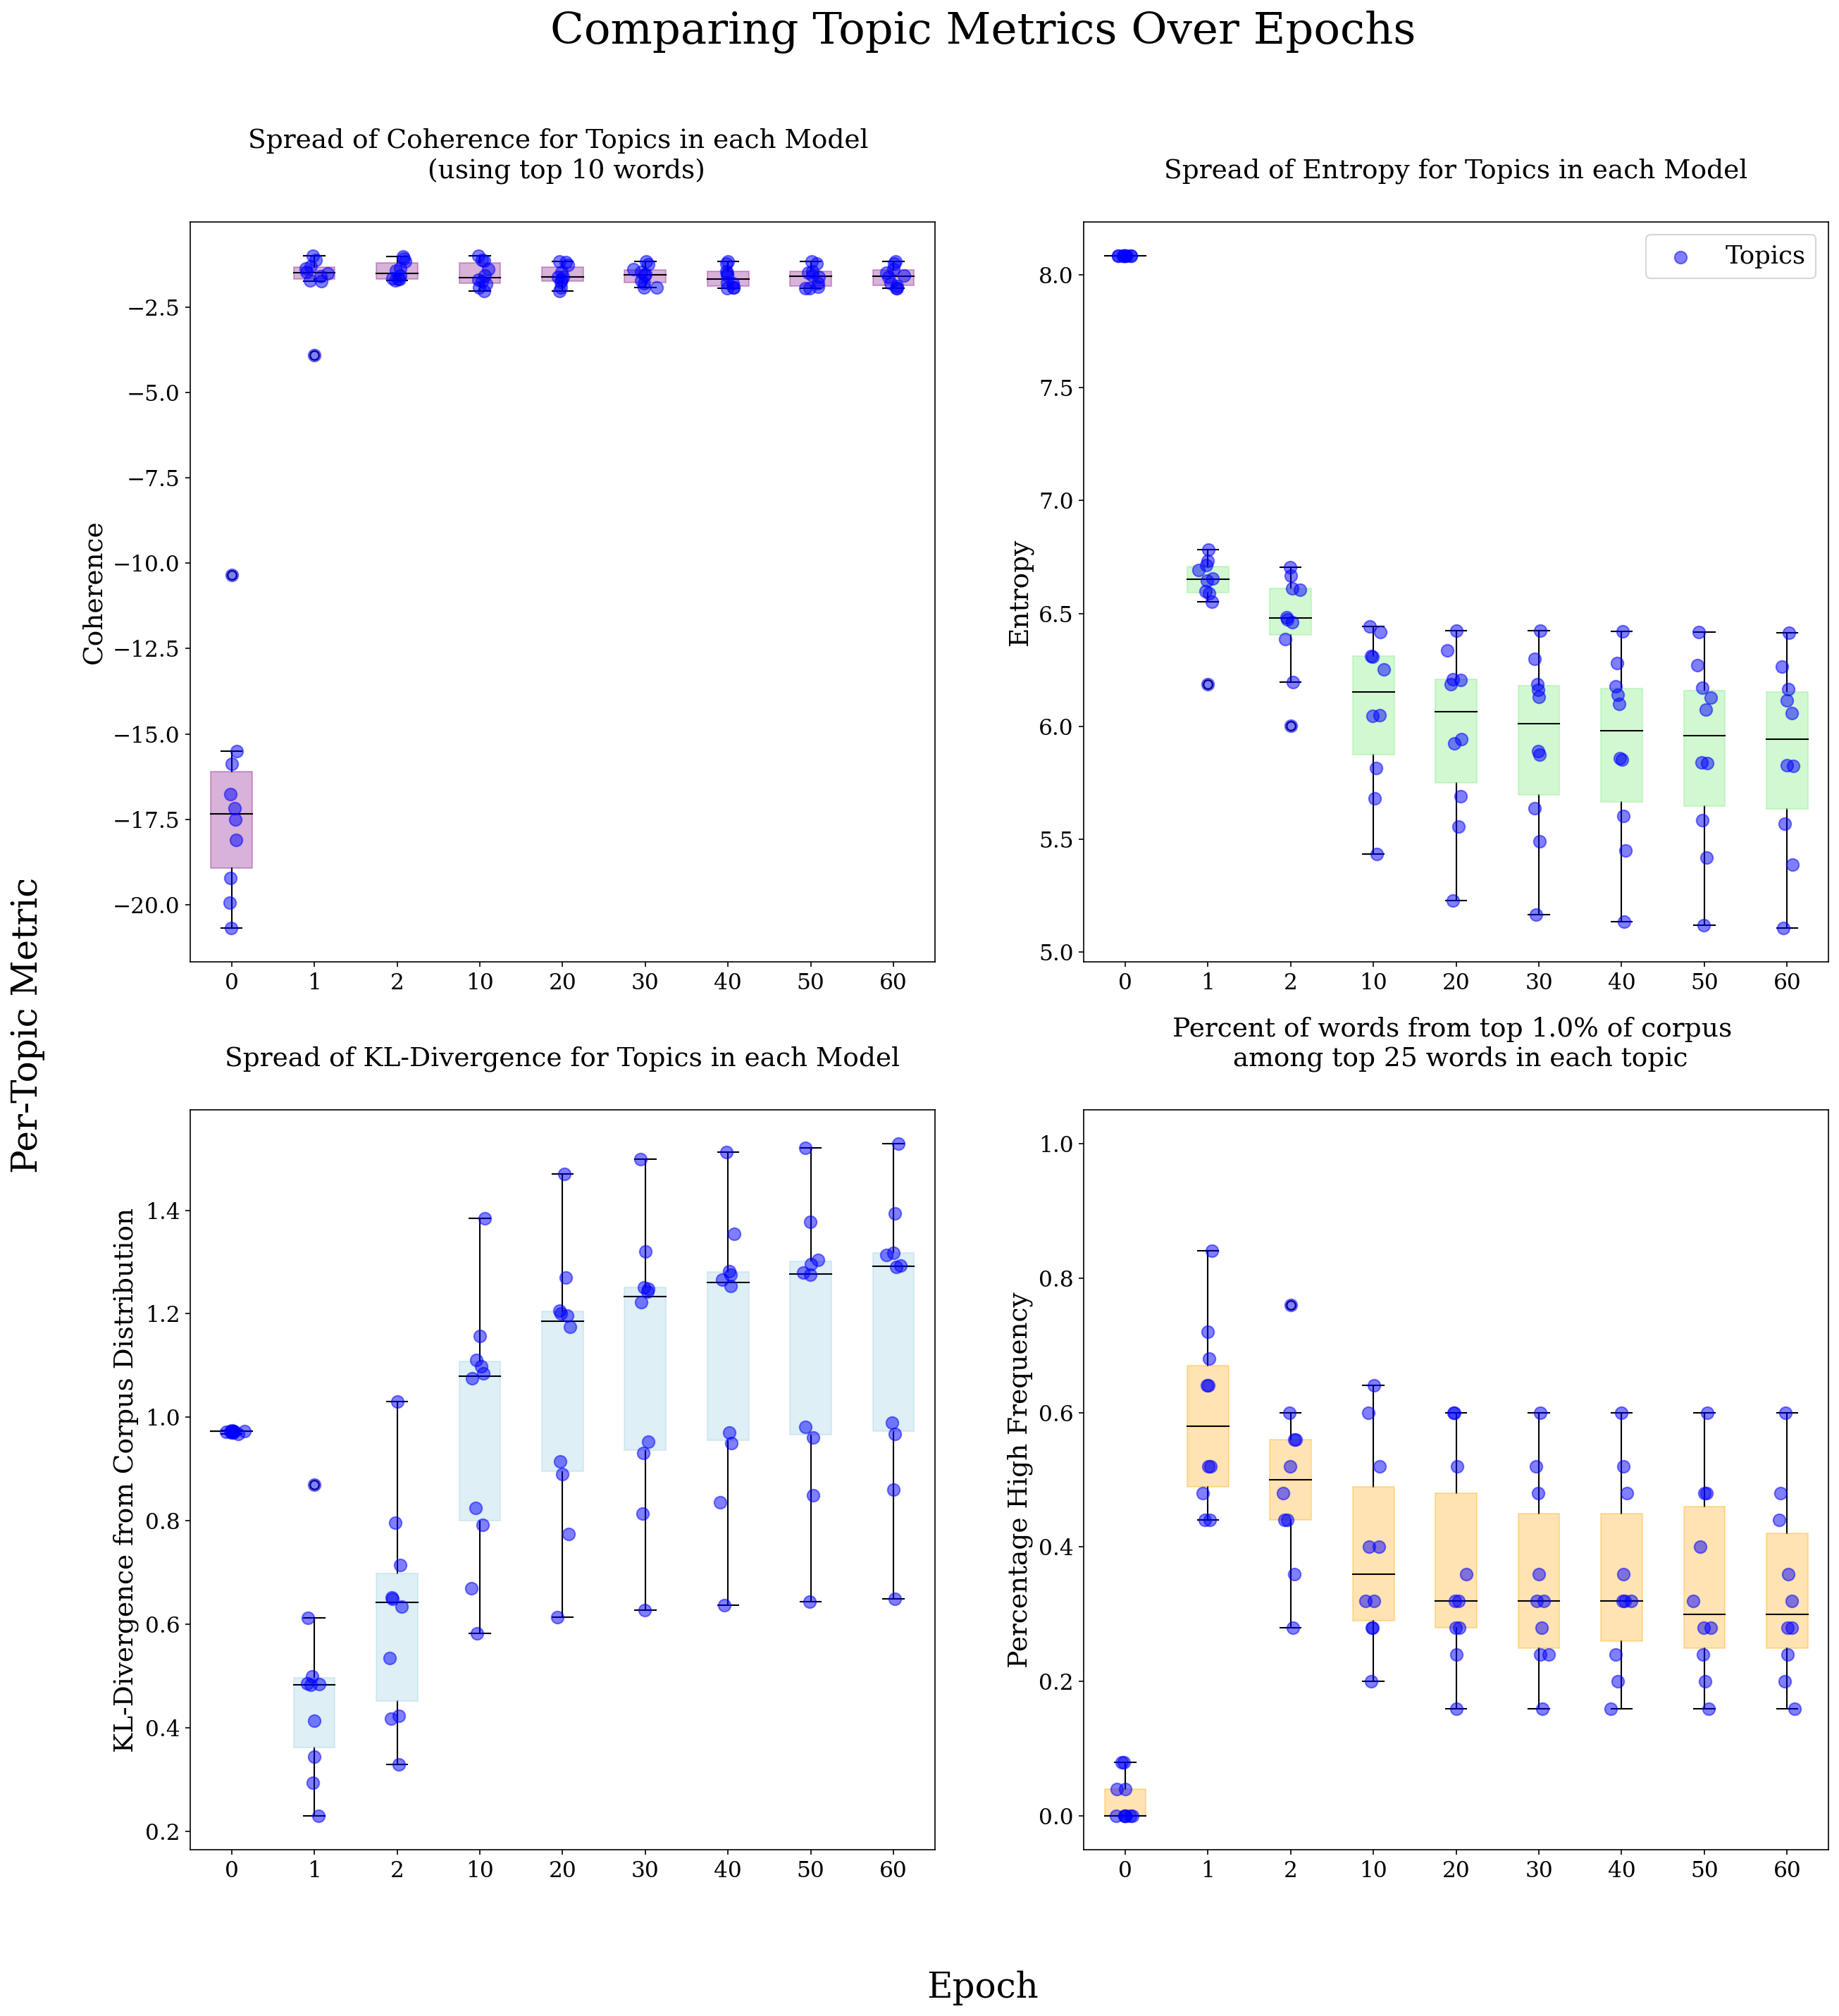 Comparing Topic Metrics Over Epochs
Spread of Coherence for Topics in each Model
(using top 10 words)
Coherence
−2.5
−5.0
−7.5
−10.0
−12.5
−15.0
−17.5
−20.0
0 1 2 10 20 30 40 50 60
Spread of Entropy for Topics in each Model
Topics
Entropy
8.0
7.5
7.0
6.5
6.0
5.5
5.0
0 1 2 10 20 30 40 50 60
Per-Topic Metric
Spread of KL-Divergence for Topics in each Model
KL-Divergence from Corpus Distribution
1.4
1.2
1.0
0.8
0.6
0.4
0.2
0 1 2 10 20 30 40 50 60
Percent of words from top 1.0% of corpus
among top 25 words in each topic
Percentage High Frequency
1.0
0.8
0.6
0.4
0.2
0.0
0 1 2 10 20 30 40 50 60
Epoch